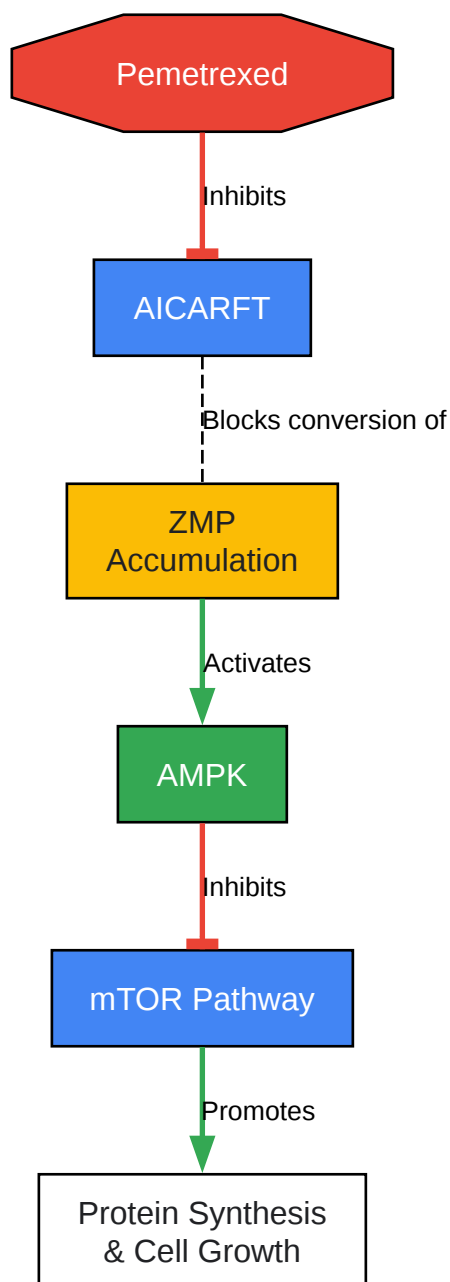 Pemetrexed
Inhibits
AICARFT
Blocks conversion of
ZMP
Accumulation
Activates
AMPK
Inhibits
mTOR Pathway
Promotes
Protein Synthesis
& Cell Growth